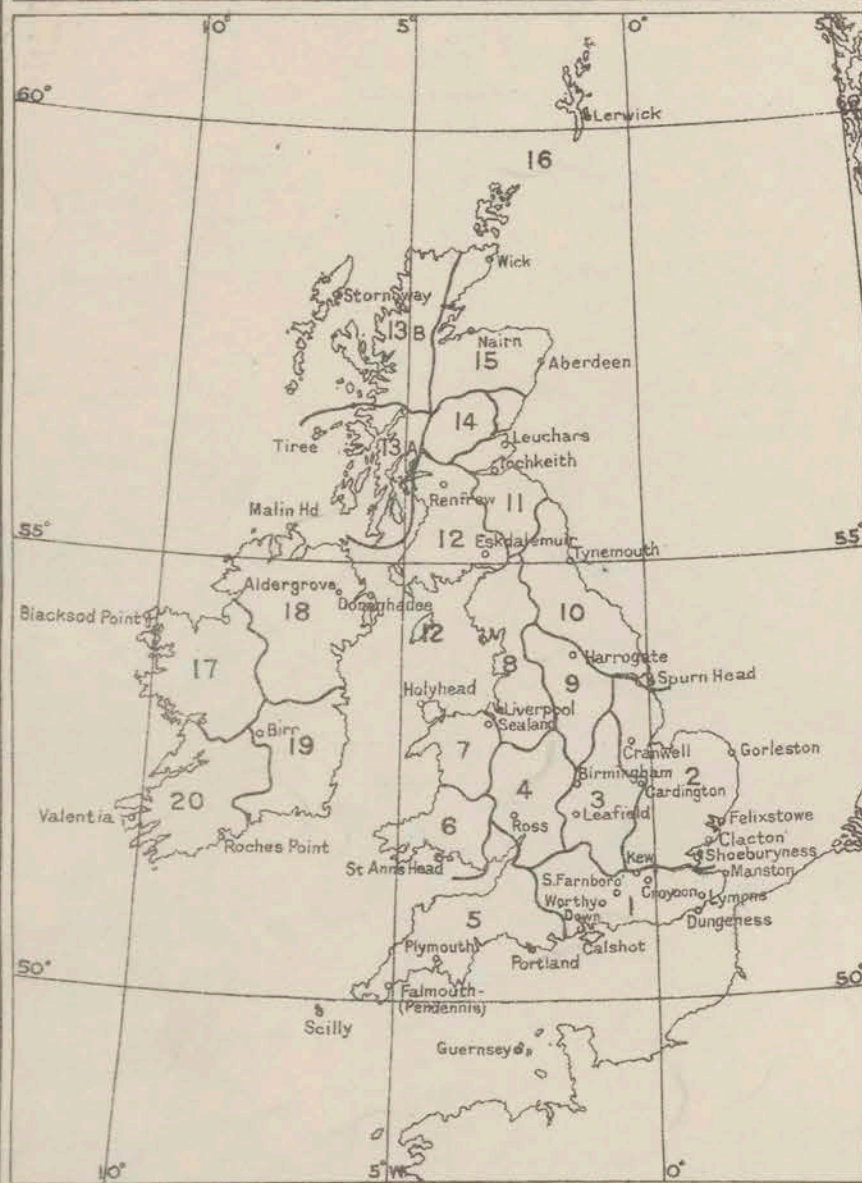 10° 5° 0° 5
60°
Lerwick
16
Wick
Stornoway
13 B
Nairn
15
Aberdeen
14
Tiree
13 A
Leuchars
Inchkeith
Renfrew
11
Malin Hd
55° 12 Eskdalemuir 55
Tynemouth
Aldergrove
18
Donaghadee
Blacksod Point
10
12
17
Harrogate
8
9
Spurn Head
Holyhead
Liverpool
Sealand
Birr
19
7
Cranwell
Gorleston
Birmingham
2
Cardington
20
4
3
Leafield
Felixstowe
Valentia
6
Ross
Clacton
Roches Point
Shoeburyness
St Anns Head
Kew
Manston
S. Farnboro'
Croydon
Lympne
Worthy
Down
1
Dungeness
5
Calshot
Plymouth
Portland
50° 50
Falmouth-
(Pendennis)
Scilly
Guernsey
10° 5° W 0°